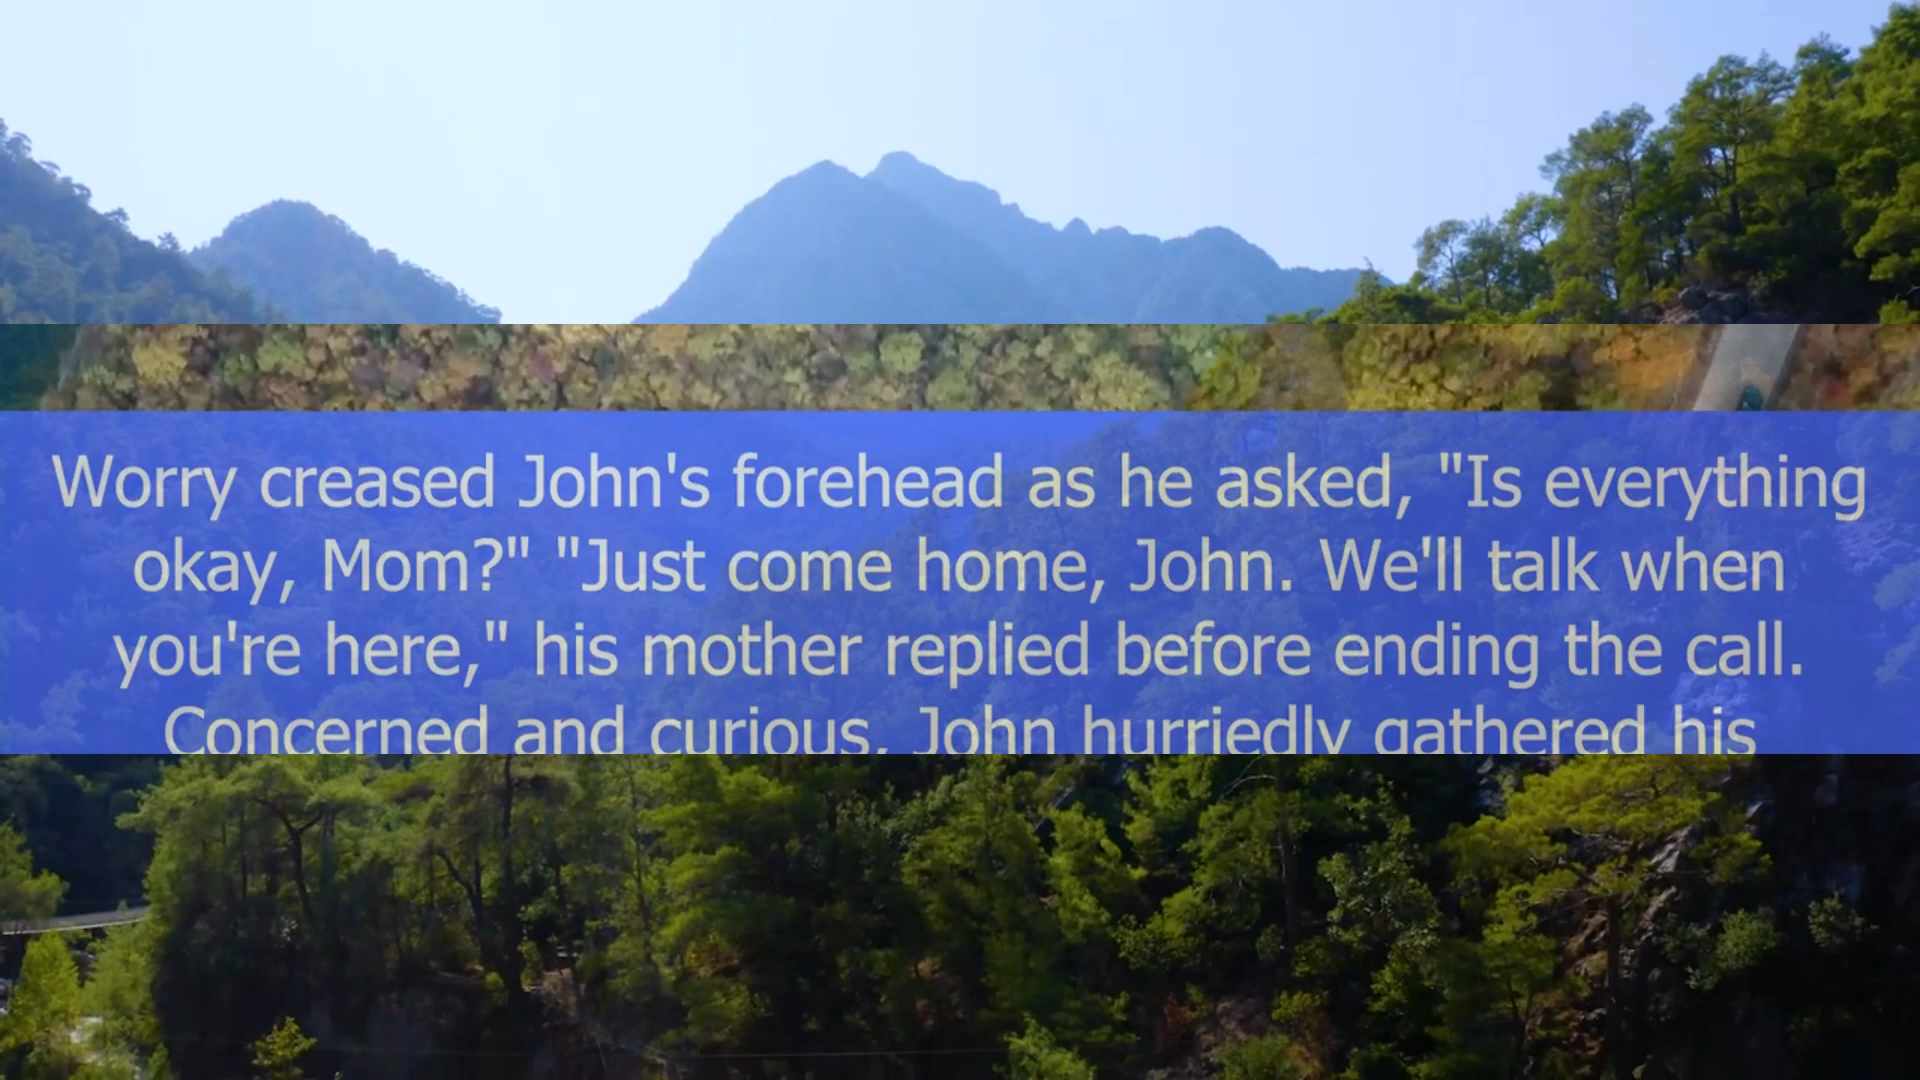 Worry creased John's forehead as he asked, "Is everything
okay, Mom?" "Just come home, John. We'll talk when
you're here," his mother replied before ending the call.
Concerned and curious, John hurriedly gathered his